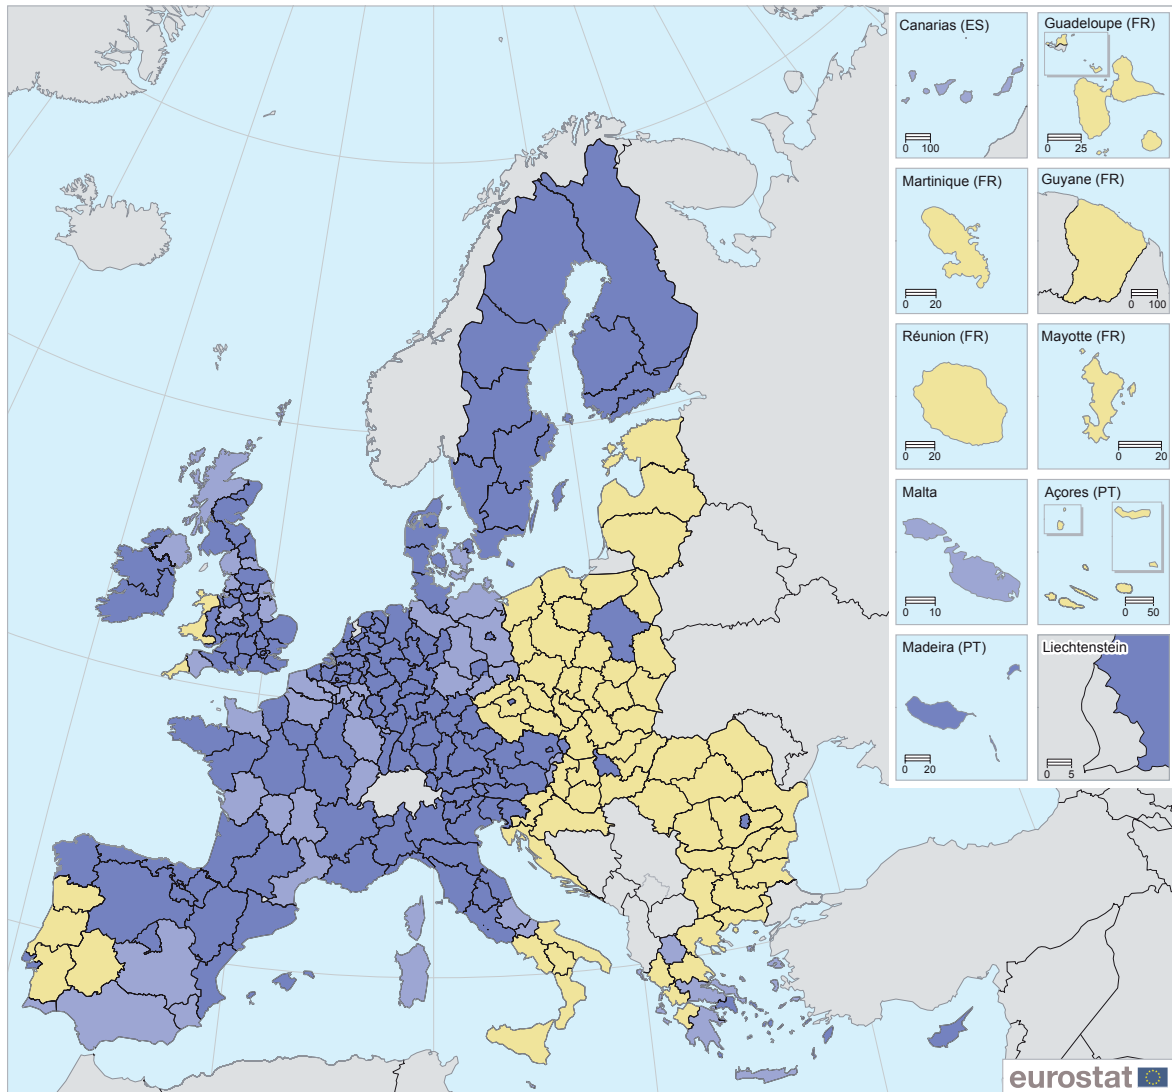 Canarias (ES)
0 100
Guadeloupe (FR)
0 25
Martinique (FR)
0 20
Guyane (FR)
0 100
Réunion (FR)
0 20
Mayotte (FR)
0 20
Malta
0 10
Açores (PT)
0 50
Madeira (PT)
0 20
Liechtenstein
0 5
eurostat